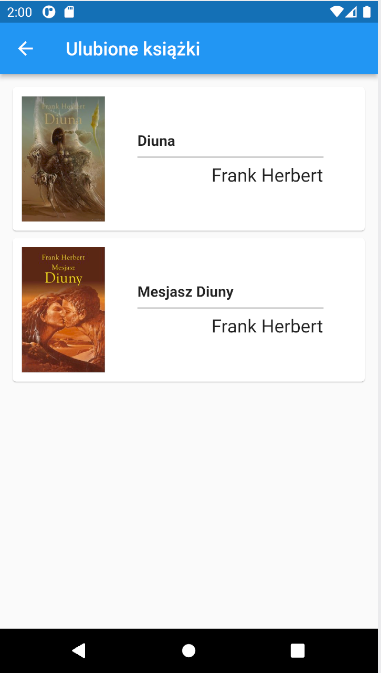 2:00
Ulubione książki
Frank Herbert
Diuna
Diuna
Frank Herbert
Frank Herbert
Mesjasz
Diuny
Mesjasz Diuny
Frank Herbert